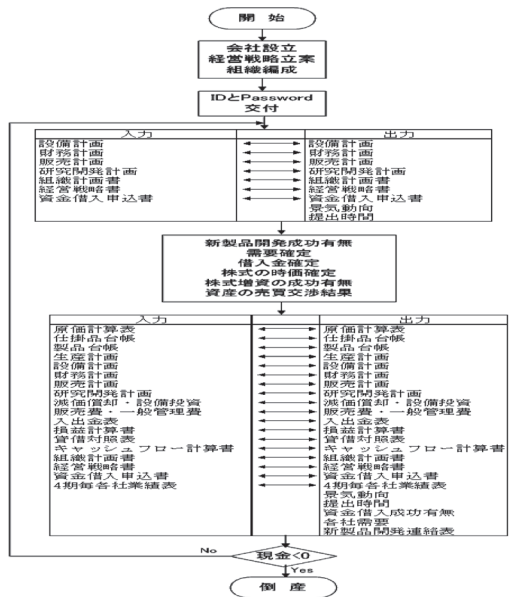 開 始
会社設立
経営戦略立案
組織編成
IDとPassword
交付
入力 出力
設備計画 設備計画
財務計画 財務計画
販売計画 販売計画
研究開発計画 研究開発計画
組織計画書 組織計画書
経営戦略書 経営戦略書
資金借入申込書 資金借入申込書
景気動向
提出時間
新製品開発成功有無
需要確定
借入金確定
株式の時価確定
株式増資の成功有無
資産の売買交渉結果
入力 出力
原価計算表 原価計算表
仕掛品台帳 仕掛品台帳
製品台帳 製品台帳
生産計画 生産計画
設備計画 設備計画
財務計画 財務計画
販売計画 販売計画
研究開発計画 研究開発計画
減価償却・設備投資 減価償却・設備投資
販売費・一般管理費 販売費・一般管理費
入出金表 入出金表
損益計算書 損益計算書
貸借対照表 貸借対照表
キャッシュフロー計算書 キャッシュフロー計算書
組織計画書 組織計画書
経営戦略書 経営戦略書
資金借入申込書 資金借入申込書
4期毎各社業績表 4期毎各社業績表
景気動向
提出時間
資金借入成功有無
各社需要
新製品開発連絡表
No
現金<0
Yes
倒 産